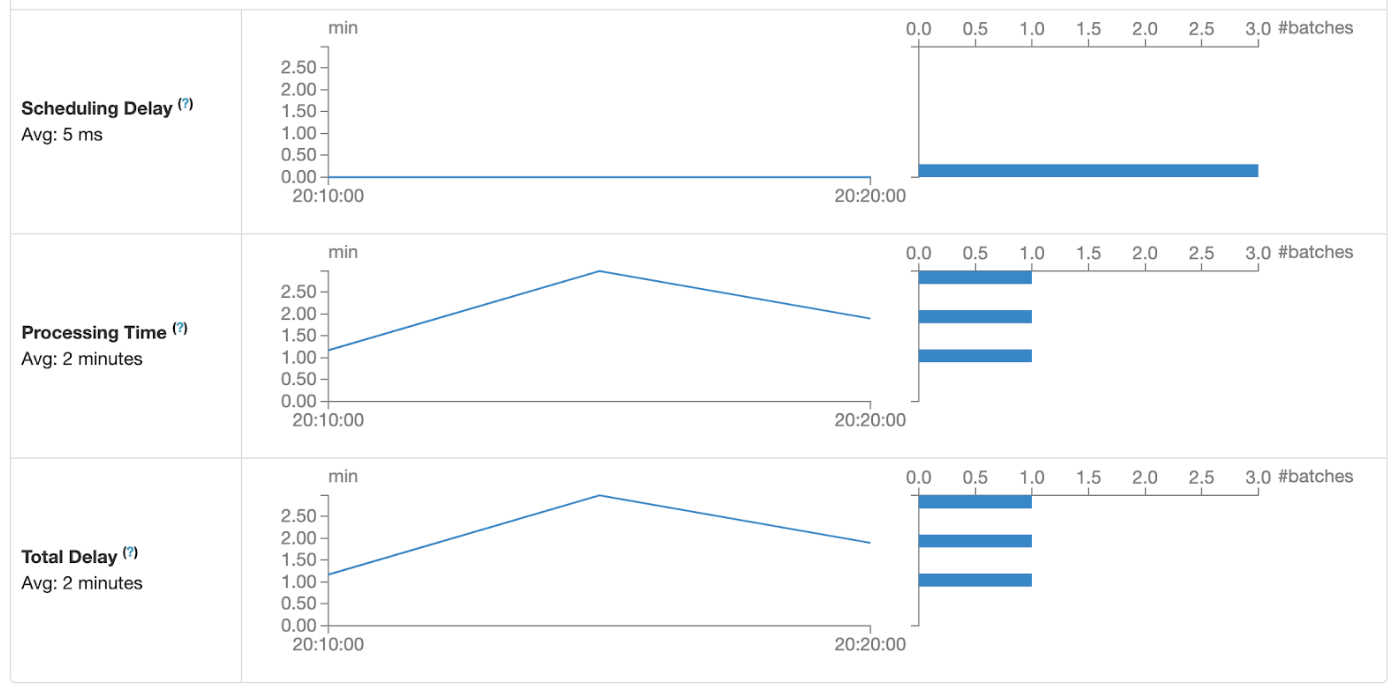 min
0.0 0.5 1.0 1.5 2.0 2.5 3.0 #batches
2.50
2.00
1.50
1.00
0.50
0.00
Scheduling Delay (?)
Avg: 5 ms
20:10:00 20:20:00
min
0.0 0.5 1.0 1.5 2.0 2.5 3.0 #batches
2.50
2.00
1.50
1.00
0.50
0.00
Processing Time (?)
Avg: 2 minutes
20:10:00 20:20:00
min
0.0 0.5 1.0 1.5 2.0 2.5 3.0 #batches
2.50
2.00
1.50
1.00
0.50
0.00
Total Delay (?)
Avg: 2 minutes
20:10:00 20:20:00